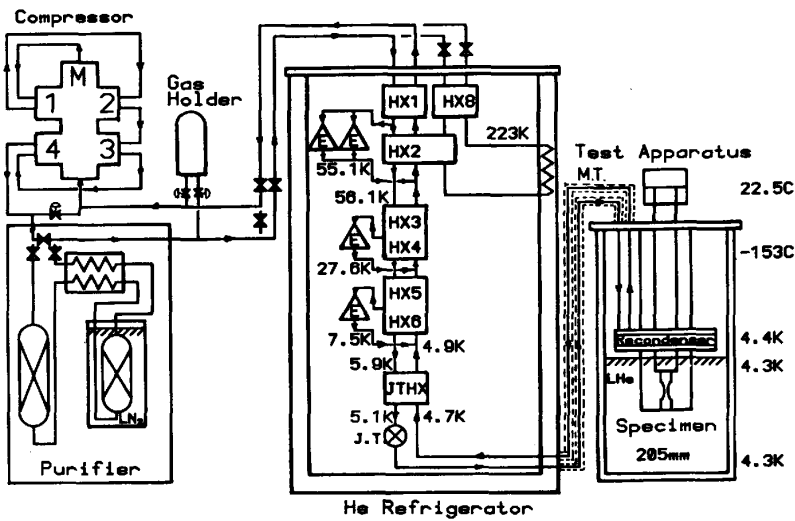 Compressor
M
1
2
4
3
Gas
Holder
HX1
HX8
E
E
HX2
223K
55.1K
56.1K
HX3
HX4
E
27.6K
HX5
HX6
E
7.5K
4.9K
5.9K
JTHX
5.1K
4.7K
J.T
He Refrigerator
LN₂
Purifier
Test Apparatus
M.T.
22.5C
-153C
Recondenser
4.4K
4.3K
LHe
Specimen
205mm
4.3K